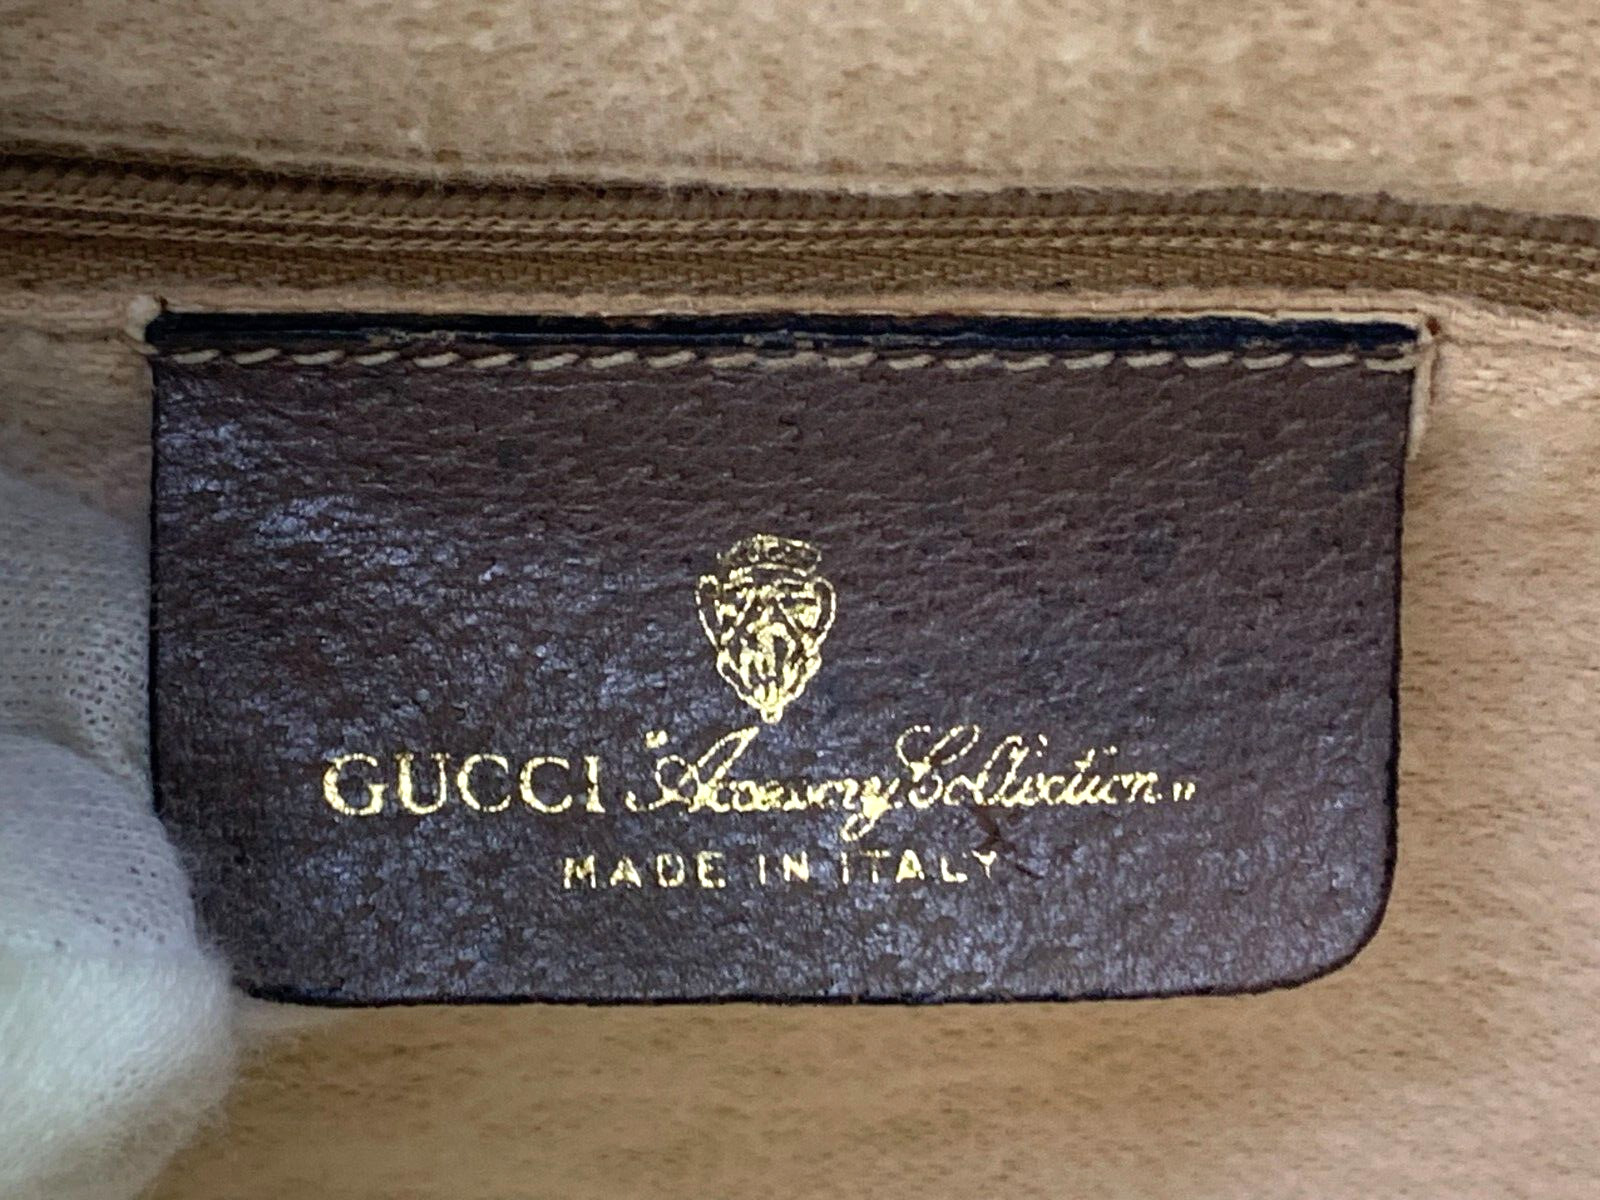 GUCCI "Accessory Collection"
MADE IN ITALY